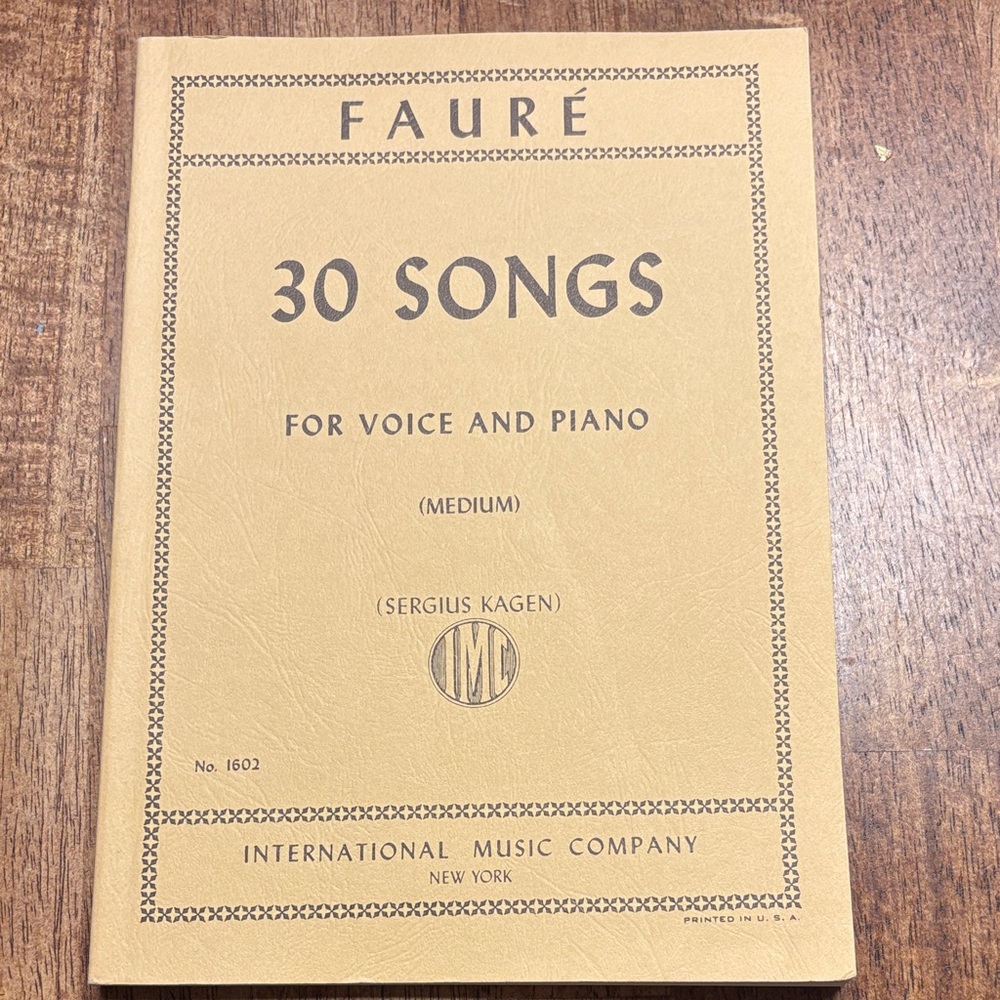 FAURÉ
30 SONGS
FOR VOICE AND PIANO
(MEDIUM)
(SERGIUS KAGEN)
IMC
No. 1602
INTERNATIONAL MUSIC COMPANY
NEW YORK
PRINTED IN U. S. A.